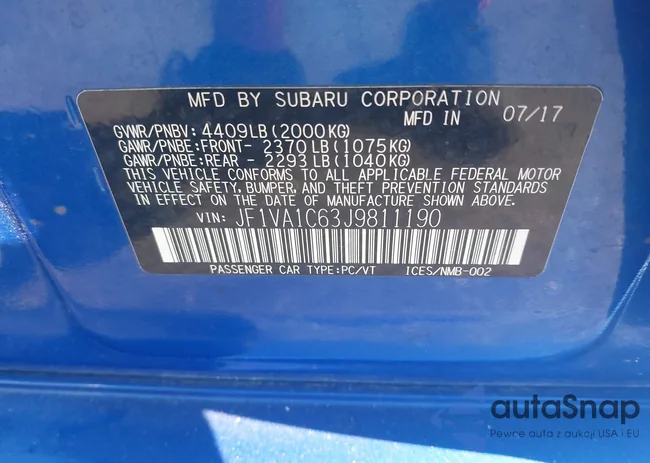 MFD BY SUBARU CORPORATION
MFD IN 07/17
GVWR/PNBV: 4409LB(2000KG)
GAWR/PNBE:FRONT- 2370LB(1075KG)
GAWR/PNBE:REAR - 2293LB(1040KG)
THIS VEHICLE CONFORMS TO ALL APPLICABLE FEDERAL MOTOR
VEHICLE SAFETY, BUMPER, AND THEFT PREVENTION STANDARDS
IN EFFECT ON THE DATE OF MANUFACTURE SHOWN ABOVE.
VIN: JF1VA1C63J9811190
PASSENGER CAR TYPE:PC/VT ICES/NMB-002
autaSnap
Pewne auta z aukcji USA i EU